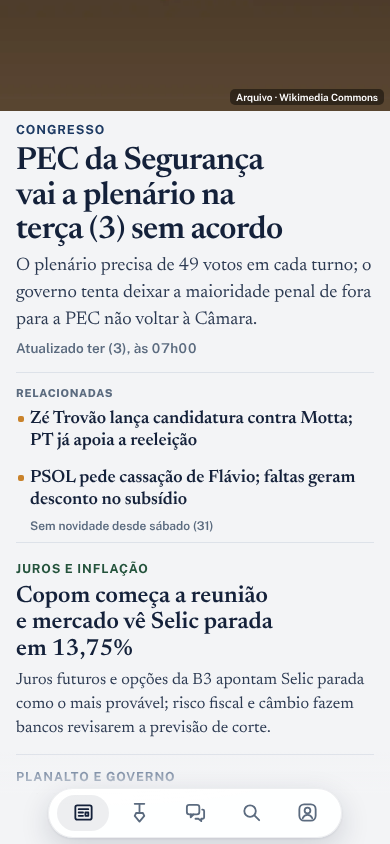 Arquivo · Wikimedia Commons
CONGRESSO
PEC da Segurança
vai a plenário na
terça (3) sem acordo
O plenário precisa de 49 votos em cada turno; o
governo tenta deixar a maioridade penal de fora
para a PEC não voltar à Câmara.
Atualizado ter (3), às 07h00
RELACIONADAS
Zé Trovão lança candidatura contra Motta;
PT já apoia a reeleição
PSOL pede cassação de Flávio; faltas geram
desconto no subsídio
Sem novidade desde sábado (31)
JUROS E INFLAÇÃO
Copom começa a reunião
e mercado vê Selic parada
em 13,75%
Juros futuros e opções da B3 apontam Selic parada
como o mais provável; risco fiscal e câmbio fazem
bancos revisarem a previsão de corte.
PLANALTO E GOVERNO